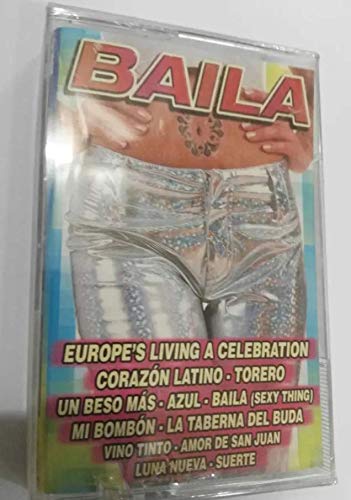 BAILA
EUROPE'S LIVING A CELEBRATION
CORAZÓN LATINO - TORERO
UN BESO MÁS - AZUL - BAILA (SEXY THING)
MI BOMBÓN - LA TABERNA DEL BUDA
VINO TINTO - AMOR DE SAN JUAN
LUNA NUEVA - SUERTE